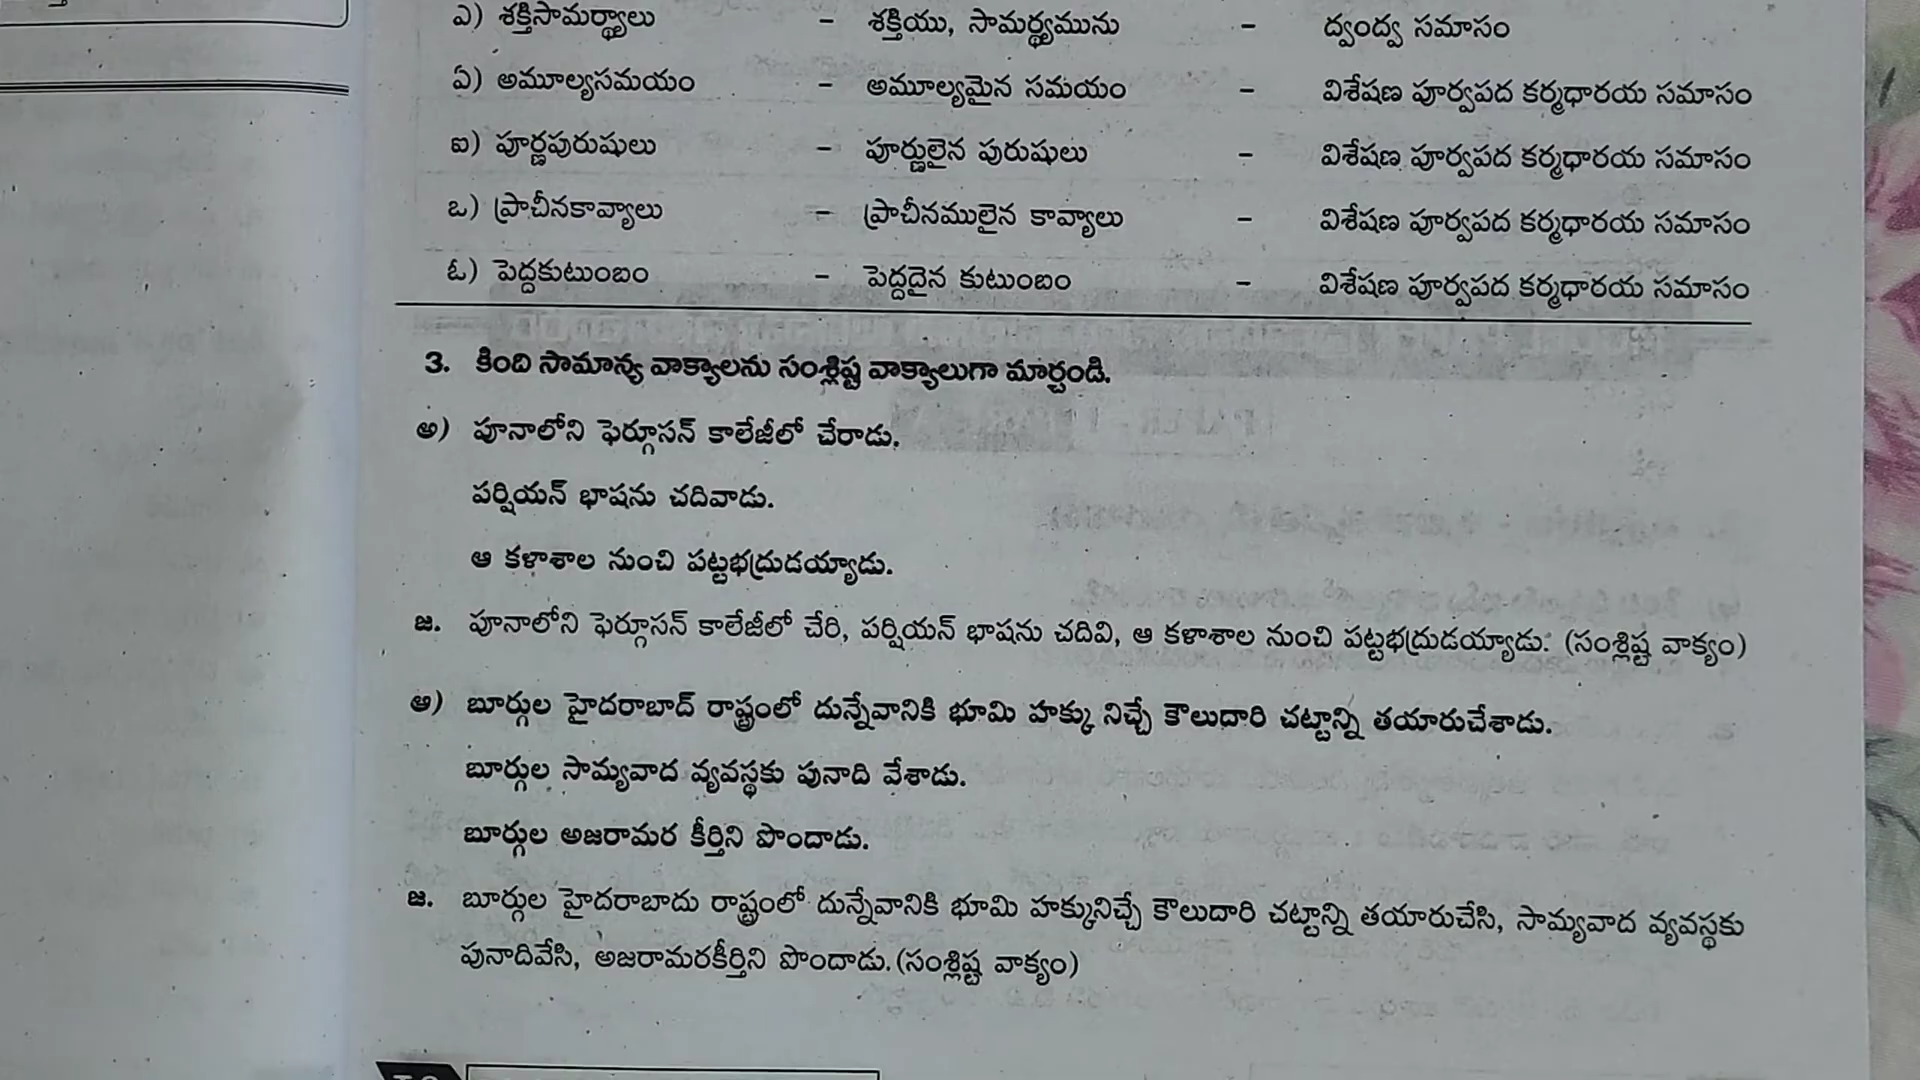 ఎ) శక్తిసామర్థ్యాలు – శక్తియు, సామర్థ్యమును – ద్వంద్వ సమాసం
ఏ) అమూల్యసమయం – అమూల్యమైన సమయం – విశేషణ పూర్వపద కర్మధారయ సమాసం
ఐ) పూర్ణపురుషులు – పూర్ణులైన పురుషులు – విశేషణ పూర్వపద కర్మధారయ సమాసం
ఒ) ప్రాచీనకావ్యాలు – ప్రాచీనములైన కావ్యాలు – విశేషణ పూర్వపద కర్మధారయ సమాసం
ఓ) పెద్దకుటుంబం – పెద్దదైన కుటుంబం – విశేషణ పూర్వపద కర్మధారయ సమాసం
3. కింది సామాన్య వాక్యాలను సంశ్లిష్ట వాక్యాలుగా మార్చండి.
అ) పూనాలోని ఫెర్గూసన్ కాలేజీలో చేరాడు.
పర్షియన్ భాషను చదివాడు.
ఆ కళాశాల నుంచి పట్టభద్రుడయ్యాడు.
జ. పూనాలోని ఫెర్గూసన్ కాలేజీలో చేరి, పర్షియన్ భాషను చదివి, ఆ కళాశాల నుంచి పట్టభద్రుడయ్యాడు. (సంశ్లిష్ట వాక్యం)
ఆ) బూర్గుల హైదరాబాద్ రాష్ట్రంలో దున్నేవానికి భూమి హక్కు నిచ్చే కౌలుదారి చట్టాన్ని తయారుచేశాడు.
బూర్గుల సామ్యవాద వ్యవస్థకు పునాది వేశాడు.
బూర్గుల అజరామర కీర్తిని పొందాడు.
జ. బూర్గుల హైదరాబాదు రాష్ట్రంలో దున్నేవానికి భూమి హక్కునిచ్చే కౌలుదారి చట్టాన్ని తయారుచేసి, సామ్యవాద వ్యవస్థకు
పునాదివేసి, అజరామరకీర్తిని పొందాడు. (సంశ్లిష్ట వాక్యం)